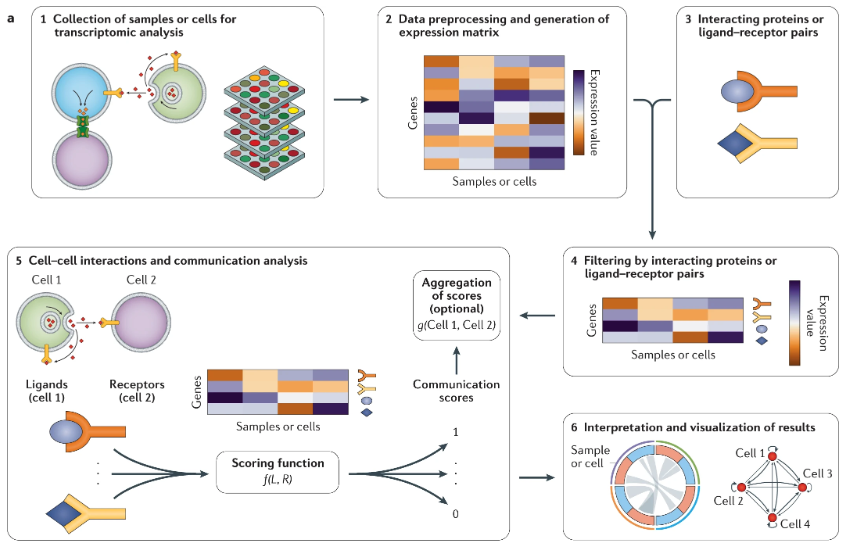 a
1 Collection of samples or cells for
transcriptomic analysis
2 Data preprocessing and generation of
expression matrix
Genes
Expression value
Samples or cells
3 Interacting proteins or
ligand–receptor pairs
4 Filtering by interacting proteins or
ligand–receptor pairs
Genes
Expression
value
Samples or cells
5 Cell–cell interactions and communication analysis
Cell 1
Cell 2
Ligands
(cell 1)
Receptors
(cell 2)
Genes
Samples or cells
Scoring function
f(L, R)
Aggregation
of scores
(optional)
g(Cell 1, Cell 2)
Communication
scores
1
0
6 Interpretation and visualization of results
Sample
or cell
Cell 1
Cell 3
Cell 2
Cell 4